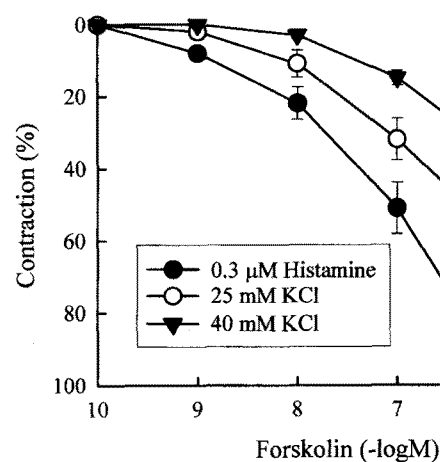 0
20
40
60
80
100
Contraction (%)
0.3 μM Histamine
25 mM KCl
40 mM KCl
10 9 8 7
Forskolin (-logM)